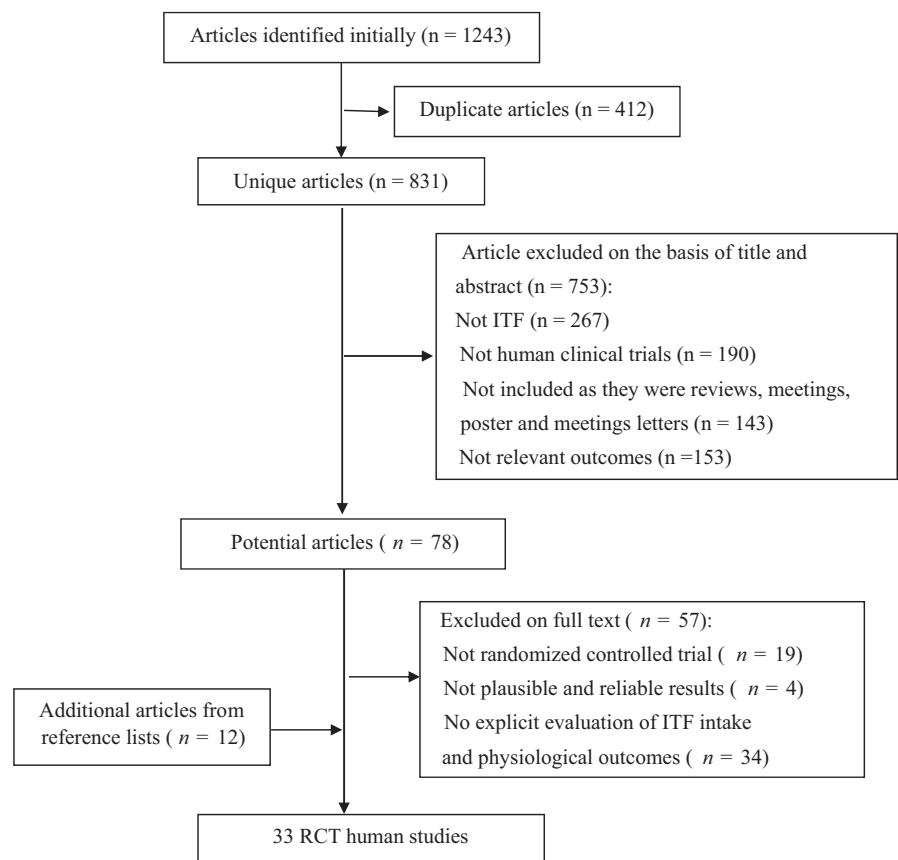 Articles identified initially (n = 1243)
Duplicate articles (n = 412)
Unique articles (n = 831)
Article excluded on the basis of title and
abstract (n = 753):
Not ITF (n = 267)
Not human clinical trials (n = 190)
Not included as they were reviews, meetings,
poster and meetings letters (n = 143)
Not relevant outcomes (n =153)
Potential articles ( n = 78)
Excluded on full text ( n = 57):
Not randomized controlled trial ( n = 19)
Not plausible and reliable results ( n = 4)
No explicit evaluation of ITF intake
and physiological outcomes ( n = 34)
Additional articles from
reference lists ( n = 12)
33 RCT human studies